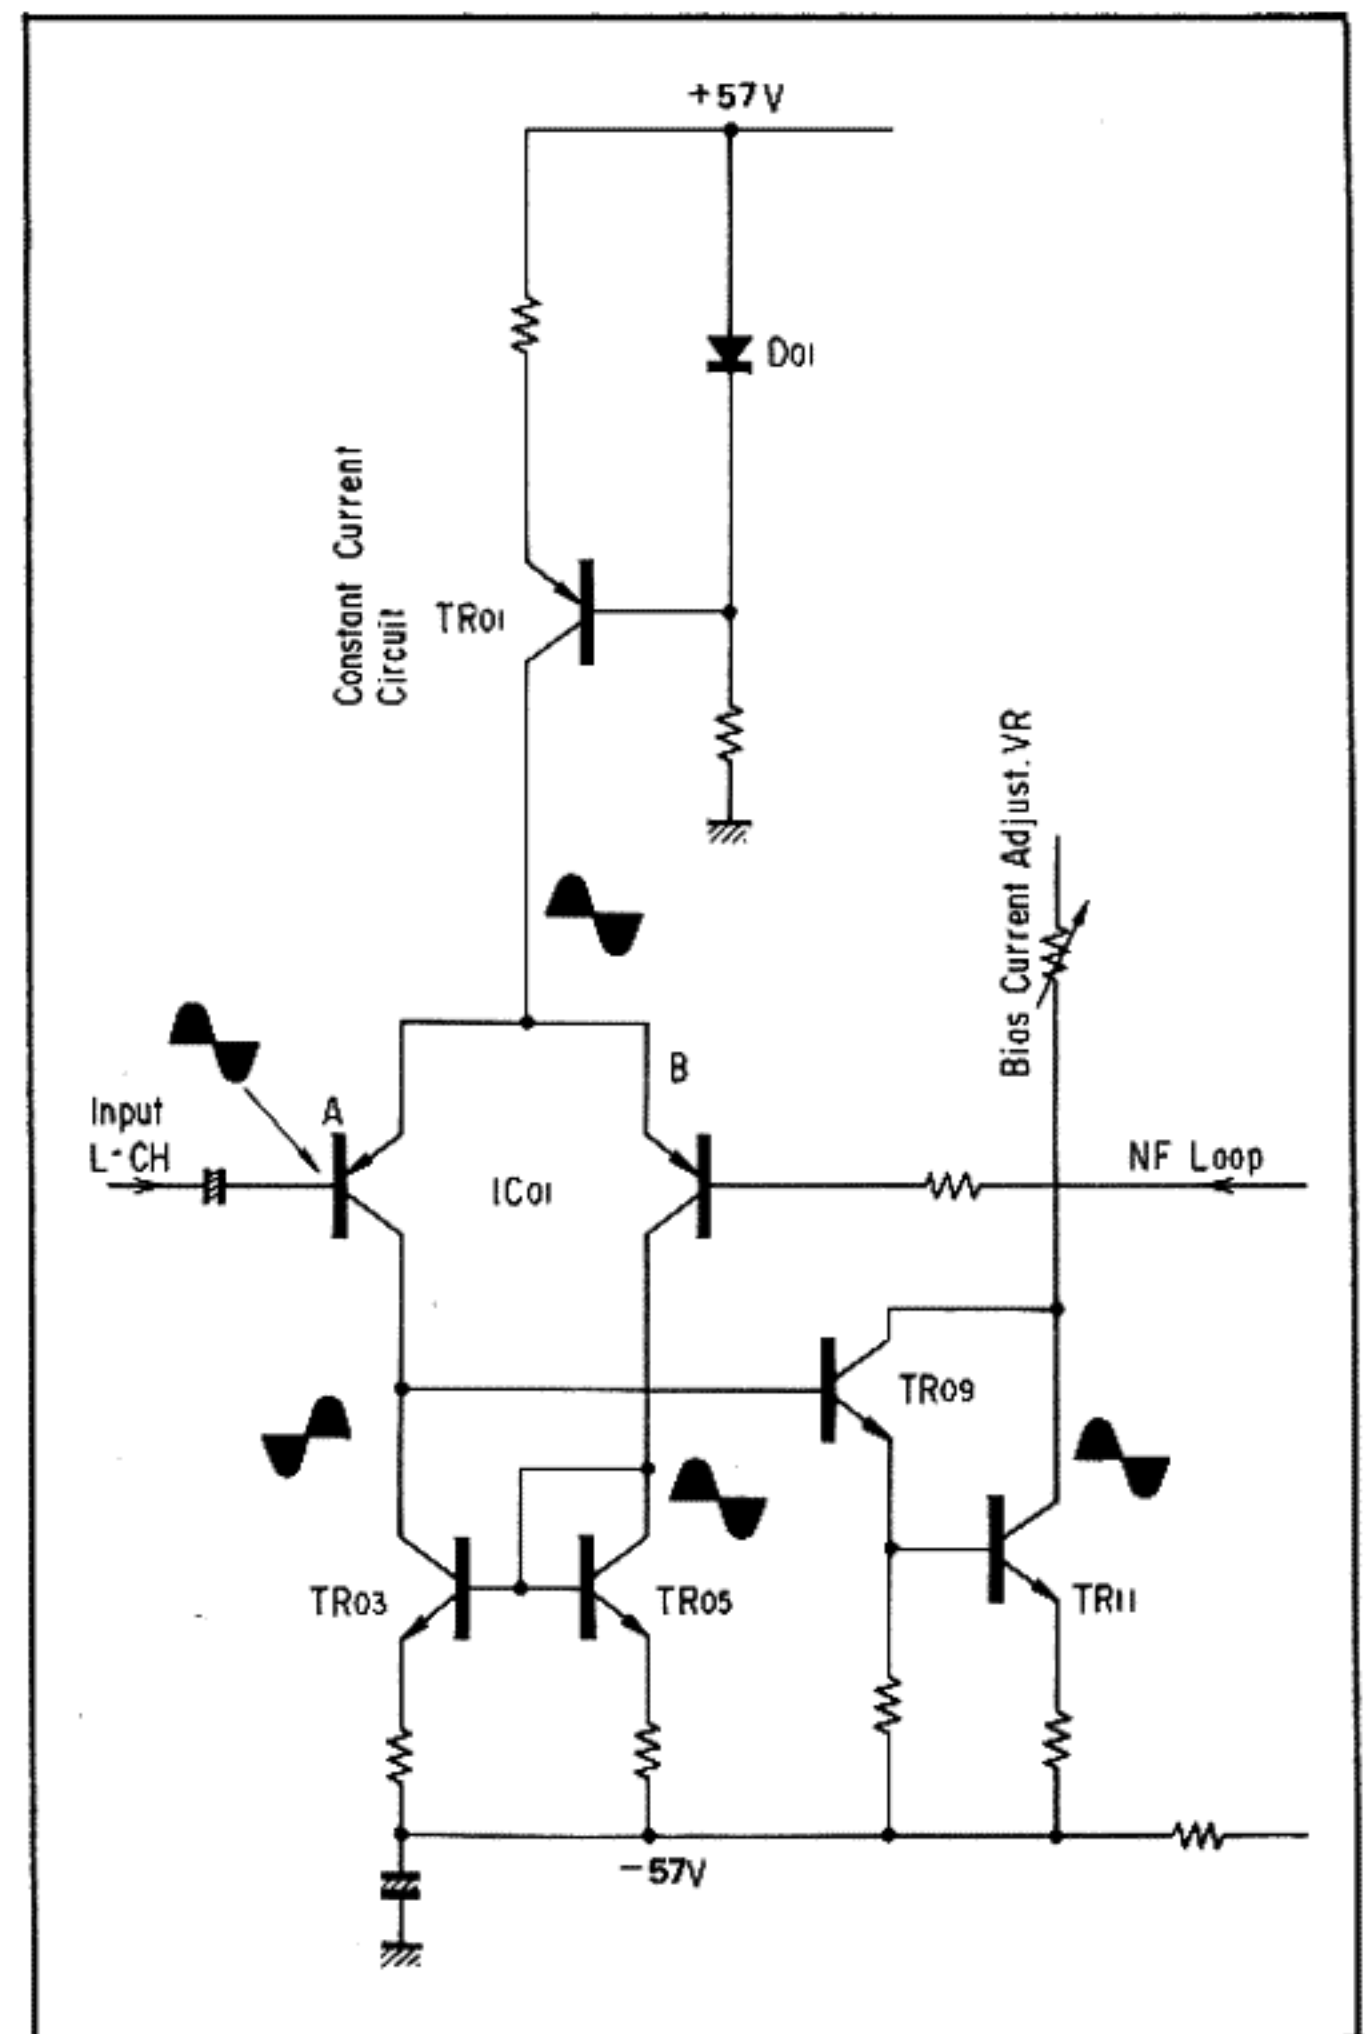 +57V
D01
Constant Current
Circuit
TR01
Bias Current Adjust. VR
B
A
Input
L-CH
NF Loop
IC01
TR09
TR03
TR05
TR11
-57V